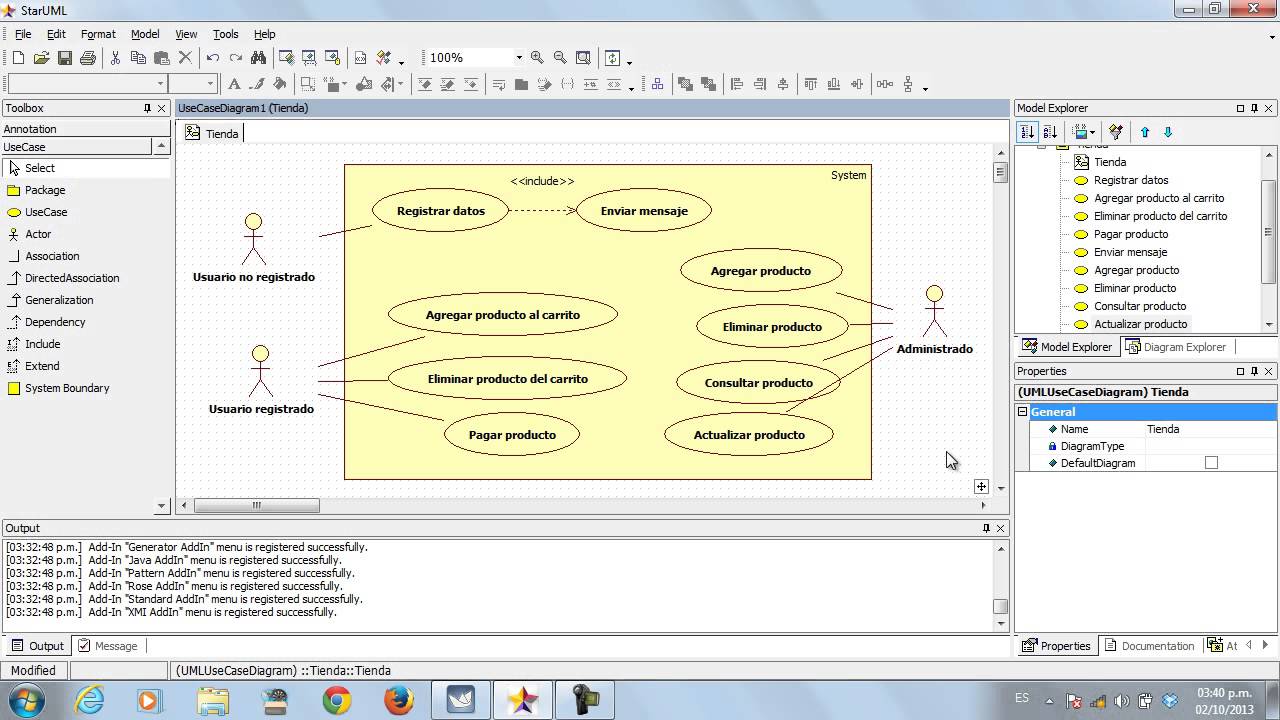 StarUML
File Edit Format Model View Tools Help
100%
Toolbox
Annotation
UseCase
Select
Package
UseCase
Actor
Association
DirectedAssociation
Generalization
Dependency
Include
Extend
System Boundary
UseCaseDiagram1 (Tienda)
Tienda
System
<<include>>
Registrar datos
Enviar mensaje
Usuario no registrado
Agregar producto
Agregar producto al carrito
Eliminar producto
Administrado
Eliminar producto del carrito
Consultar producto
Usuario registrado
Pagar producto
Actualizar producto
Model Explorer
Tienda
Tienda
Registrar datos
Agregar producto al carrito
Eliminar producto del carrito
Pagar producto
Enviar mensaje
Agregar producto
Eliminar producto
Consultar producto
Actualizar producto
Model Explorer Diagram Explorer
Properties
(UMLUseCaseDiagram) Tienda
General
Name Tienda
DiagramType
DefaultDiagram
Properties Documentation At
Output
[03:32:48 p.m.] Add-In "Generator AddIn" menu is registered successfully.
[03:32:48 p.m.] Add-In "Java AddIn" menu is registered successfully.
[03:32:48 p.m.] Add-In "Pattern AddIn" menu is registered successfully.
[03:32:48 p.m.] Add-In "Rose AddIn" menu is registered successfully.
[03:32:48 p.m.] Add-In "Standard AddIn" menu is registered successfully.
[03:32:48 p.m.] Add-In "XMI AddIn" menu is registered successfully.
Output Message
Modified
(UMLUseCaseDiagram) ::Tienda::Tienda
ES
03:40 p.m.
02/10/2013